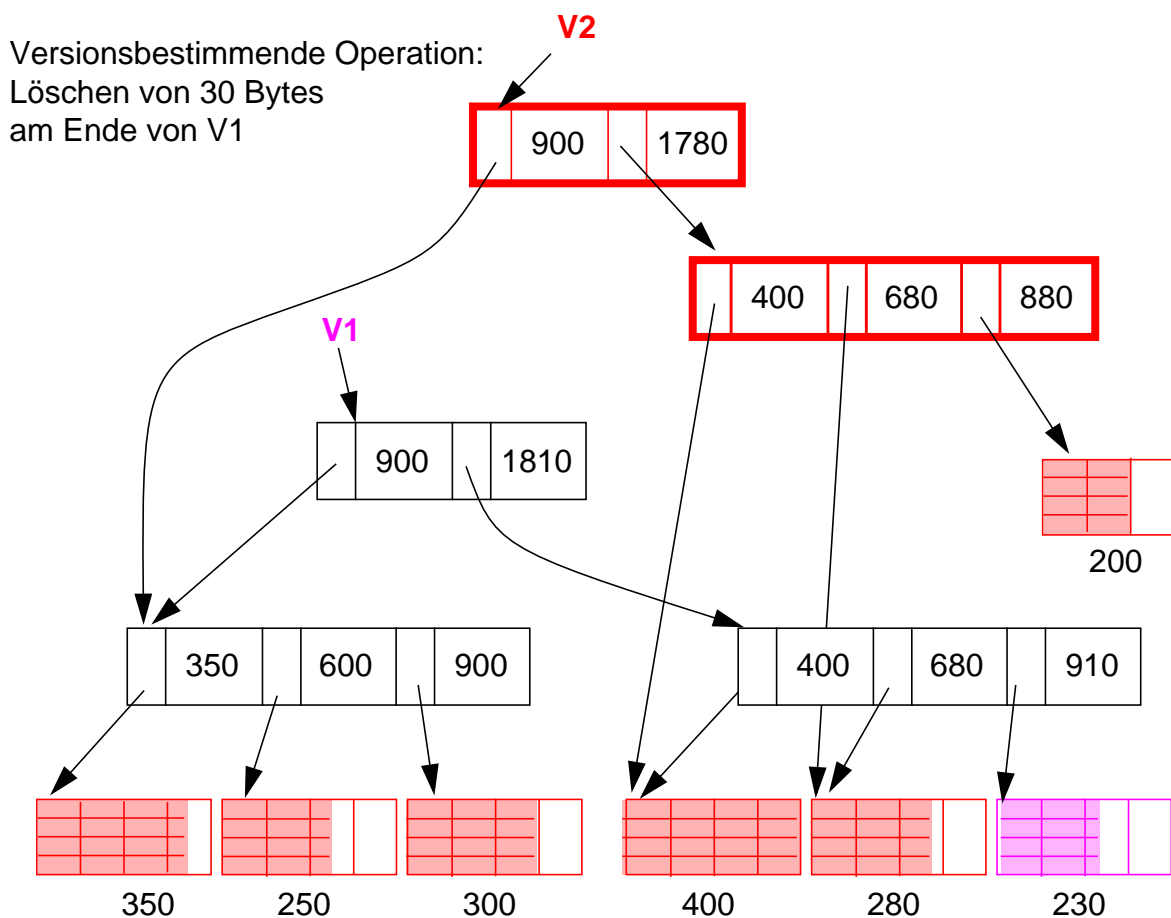 V2
Versionsbestimmende Operation:
Löschen von 30 Bytes
am Ende von V1
900 1780
400 680 880
V1
900 1810
200
350 600 900
400 680 910
350 250 300 400 280 230